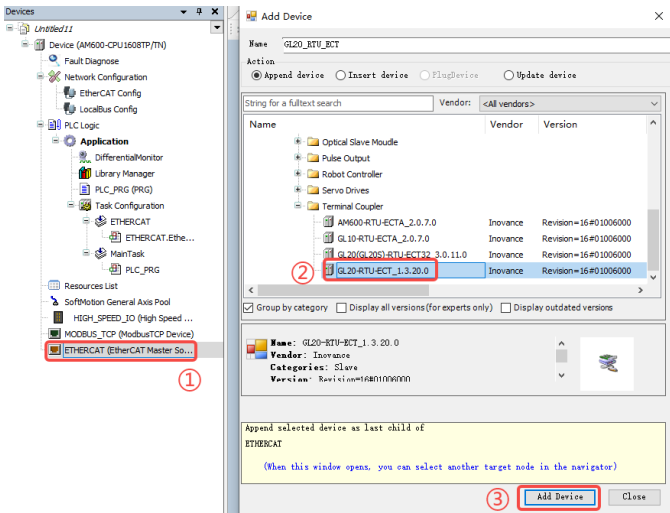 Devices
Untitled11
Device (AM600-CPU1608TP/TN)
Fault Diagnose
Network Configuration
EtherCAT Config
LocalBus Config
PLC Logic
Application
DifferentialMonitor
Library Manager
PLC_PRG (PRG)
Task Configuration
ETHERCAT
ETHERCAT.Ethe...
MainTask
PLC_PRG
Resources List
SoftMotion General Axis Pool
HIGH_SPEED_IO (High Speed ...
MODBUS_TCP (ModbusTCP Device)
ETHERCAT (EtherCAT Master So...
①
Add Device
Name GL20_RTU_ECT
Action
Append device Insert device PlugDevice Update device
String for a fulltext search Vendor: <All vendors>
Name Vendor Version
Optical Slave Moudle
Pulse Output
Robot Controller
Servo Drives
Terminal Coupler
AM600-RTU-ECTA_2.0.7.0 Inovance Revision=16#01006000
GL10-RTU-ECTA_2.0.7.0 Inovance Revision=16#01006000
GL20(GL20S)-RTU-ECT32_3.0.11.0 Inovance Revision=16#01006000
② GL20-RTU-ECT_1.3.20.0 Inovance Revision=16#01006000
Group by category Display all versions(for experts only) Display outdated versions
Name: GL20-RTU-ECT_1.3.20.0
Vendor: Inovance
Categories: Slave
Version: Revision=16#01006000
Append selected device as last child of
ETHERCAT
(When this window opens, you can select another target node in the navigator)
③ Add Device Close